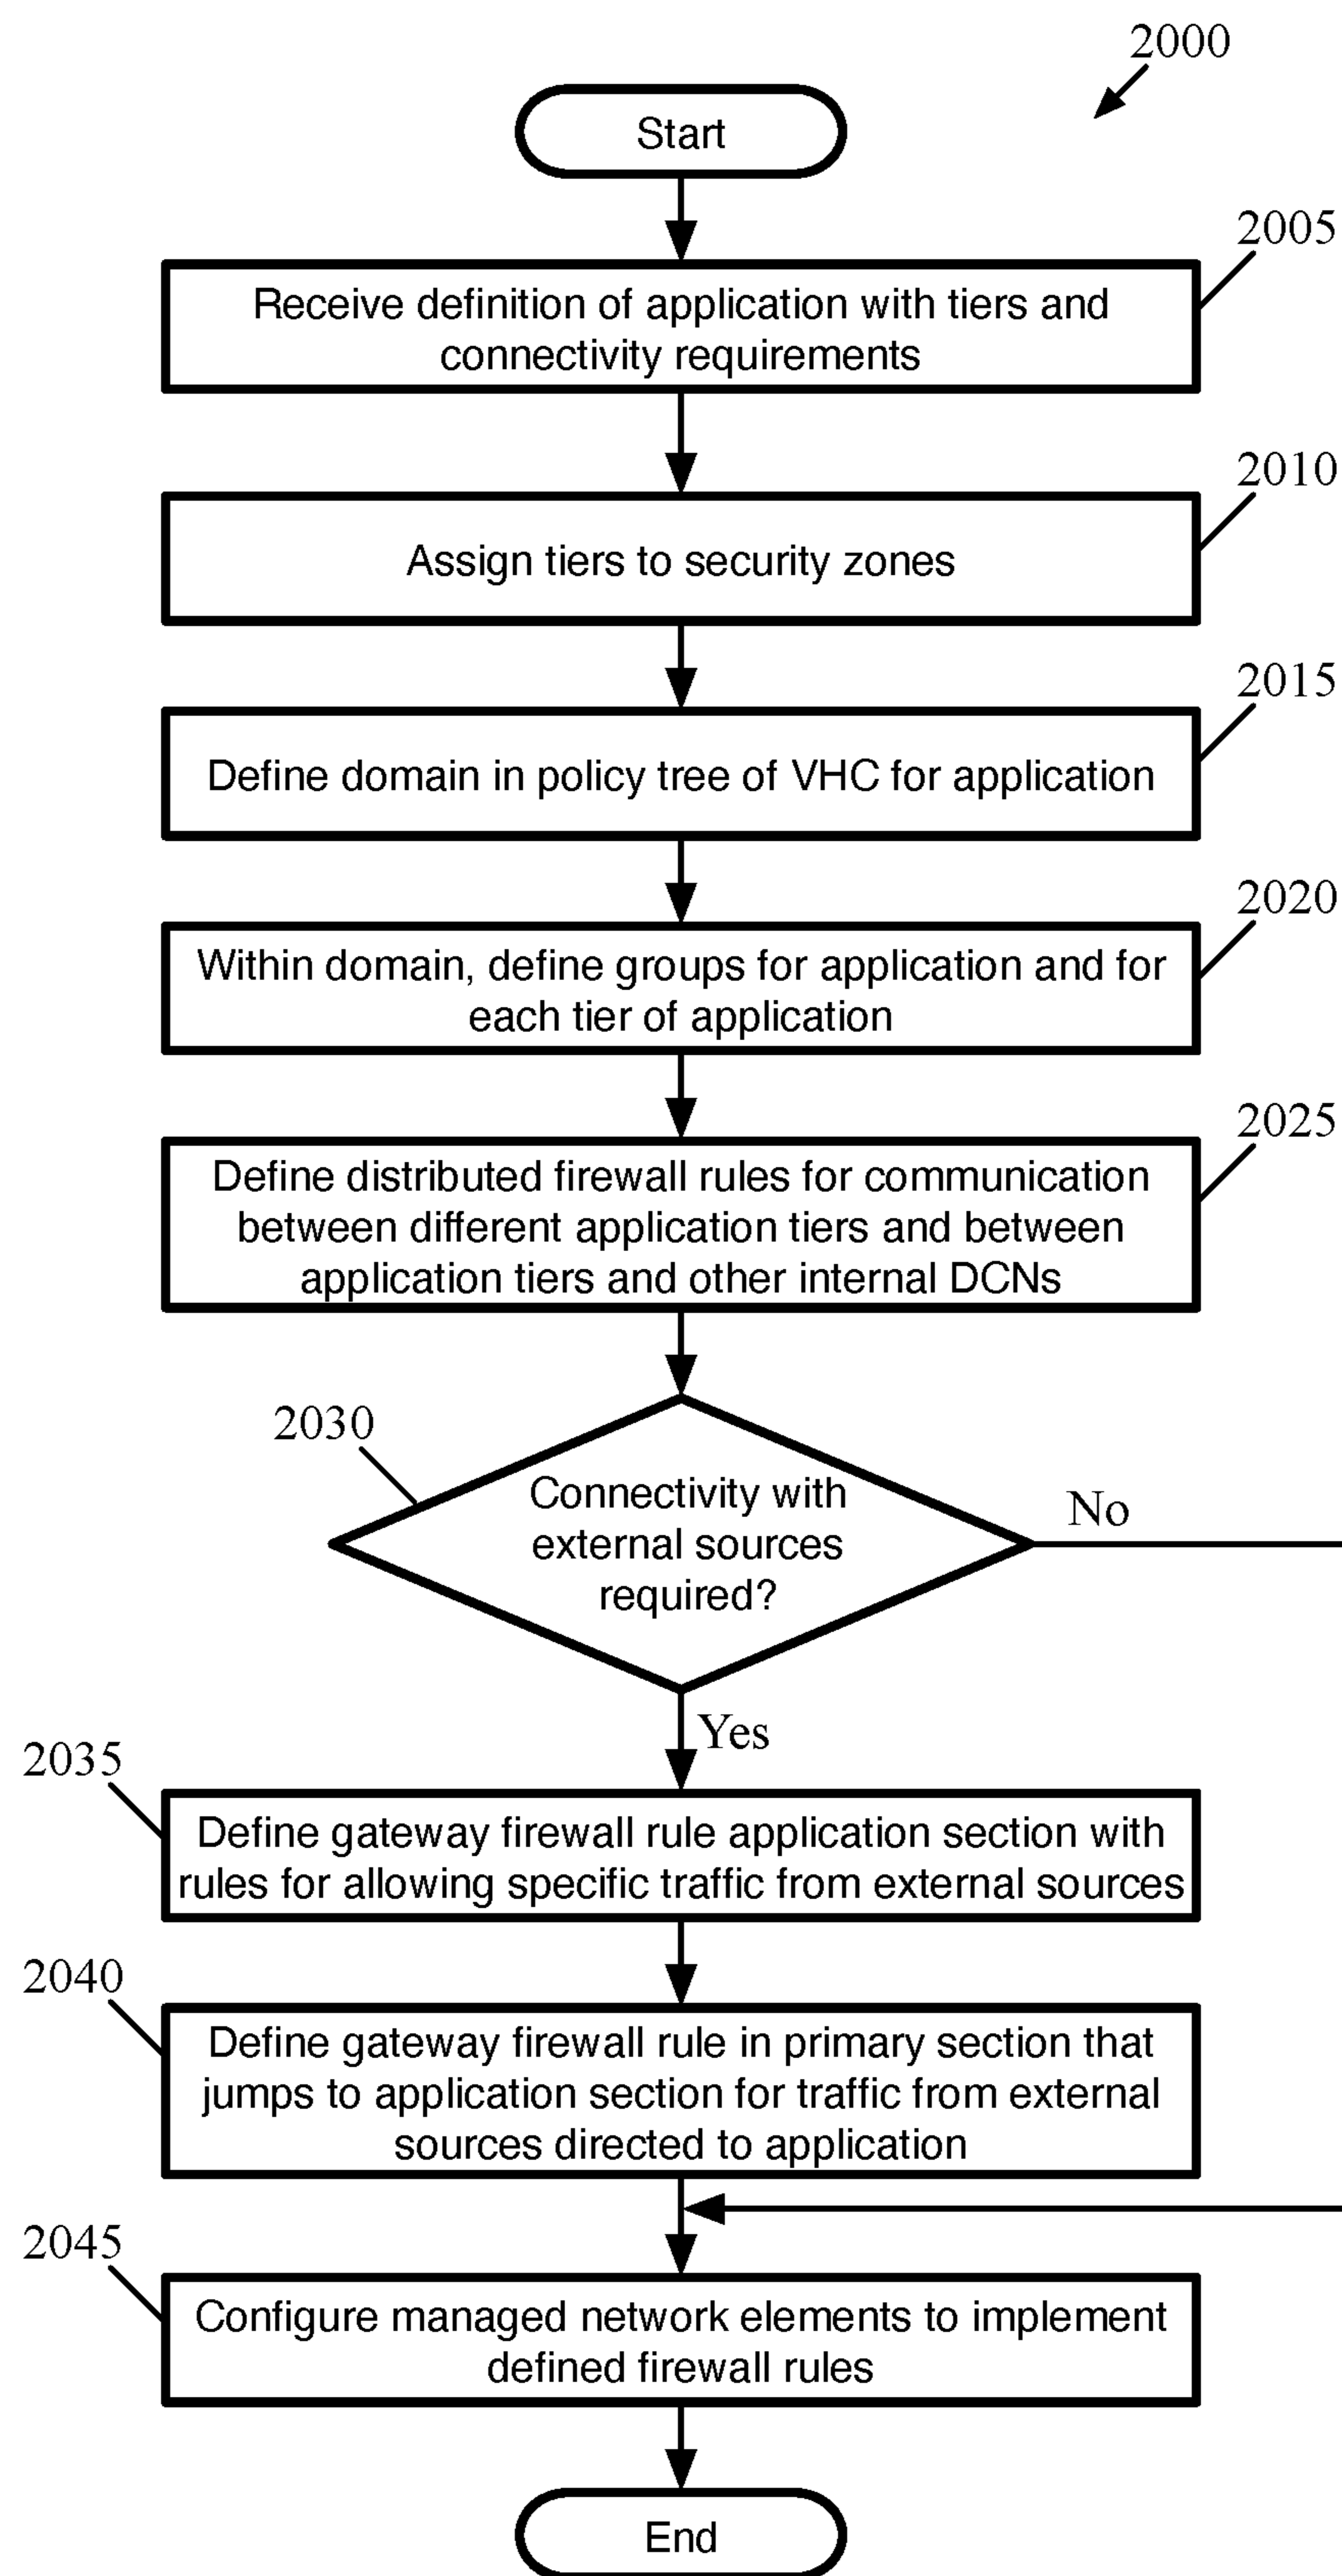 2000
Start
2005
Receive definition of application with tiers and
connectivity requirements
2010
Assign tiers to security zones
2015
Define domain in policy tree of VHC for application
2020
Within domain, define groups for application and for
each tier of application
2025
Define distributed firewall rules for communication
between different application tiers and between
application tiers and other internal DCNs
2030
Connectivity with
external sources
required?
No
Yes
2035
Define gateway firewall rule application section with
rules for allowing specific traffic from external sources
2040
Define gateway firewall rule in primary section that
jumps to application section for traffic from external
sources directed to application
2045
Configure managed network elements to implement
defined firewall rules
End